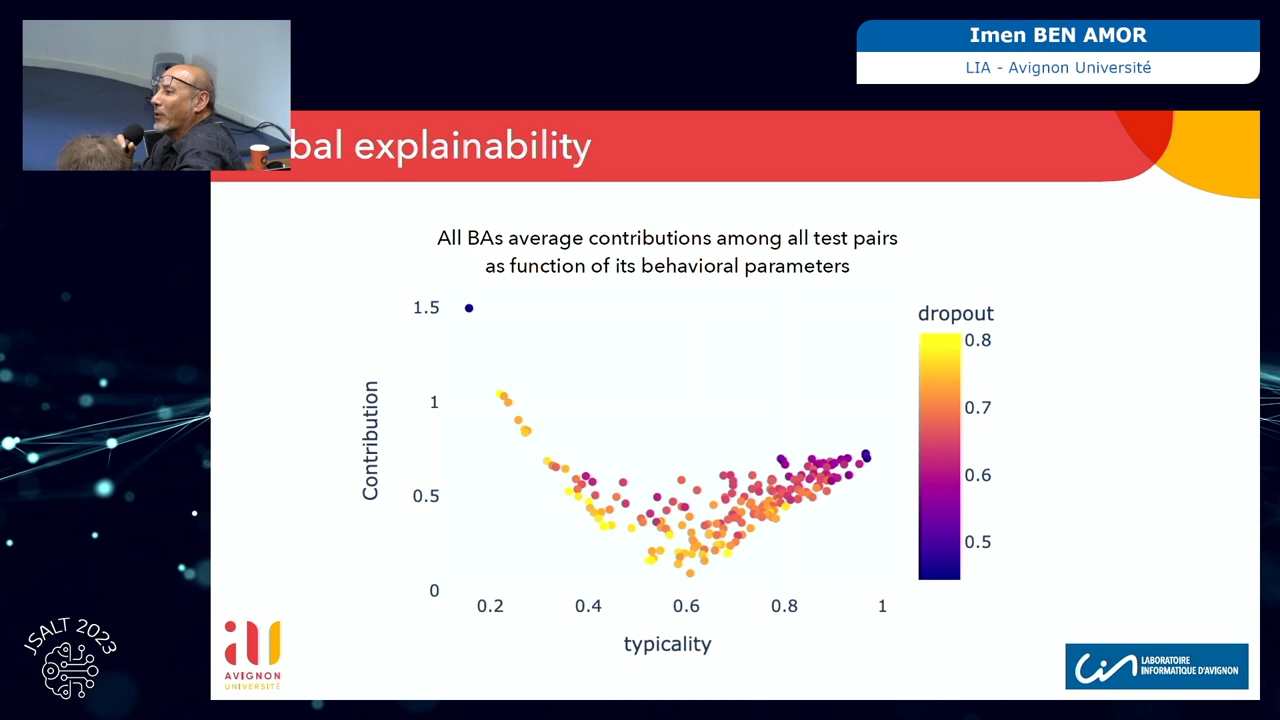 Imen BEN AMOR
LIA - Avignon Université
bal explainability
All BAs average contributions among all test pairs
as function of its behavioral parameters
Contribution
1.5
1
0.5
0
0.2
0.4
0.6
0.8
1
typicality
dropout
0.8
0.7
0.6
0.5
JSALT 2023
AVIGNON
UNIVERSITÉ
LABORATOIRE
INFORMATIQUE D'AVIGNON